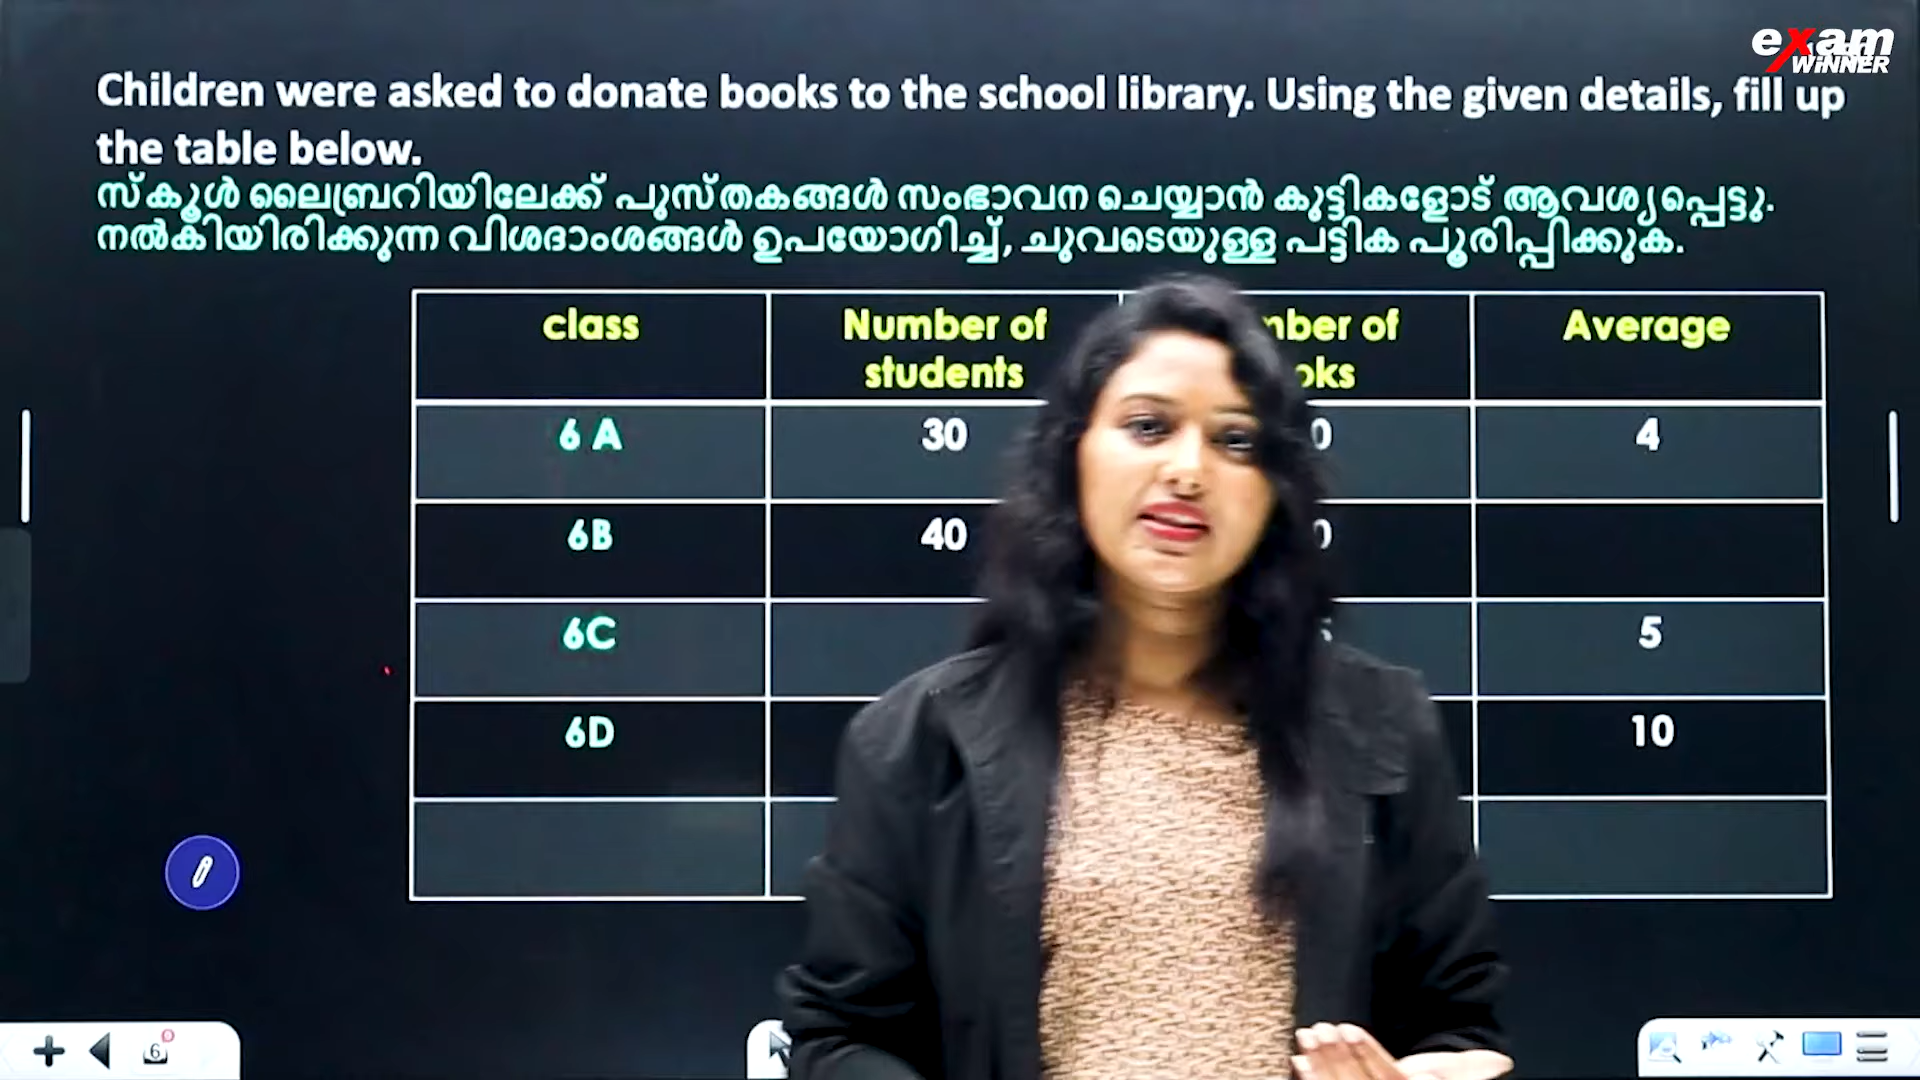 exam
WiNNER
Children were asked to donate books to the school library. Using the given details, fill up
the table below.
സ്കൂൾ ലൈബ്രറിയിലേക്ക് പുസ്തകങ്ങൾ സംഭാവന ചെയ്യാൻ കുട്ടികളോട് ആവശ്യപ്പെട്ടു.
നൽകിയിരിക്കുന്ന വിശദാംശങ്ങൾ ഉപയോഗിച്ച്, ചുവടെയുള്ള പട്ടിക പൂരിപ്പിക്കുക.
class Number of of Average
students
6 A 30 4
6B 40
6C 5
6D 10
6